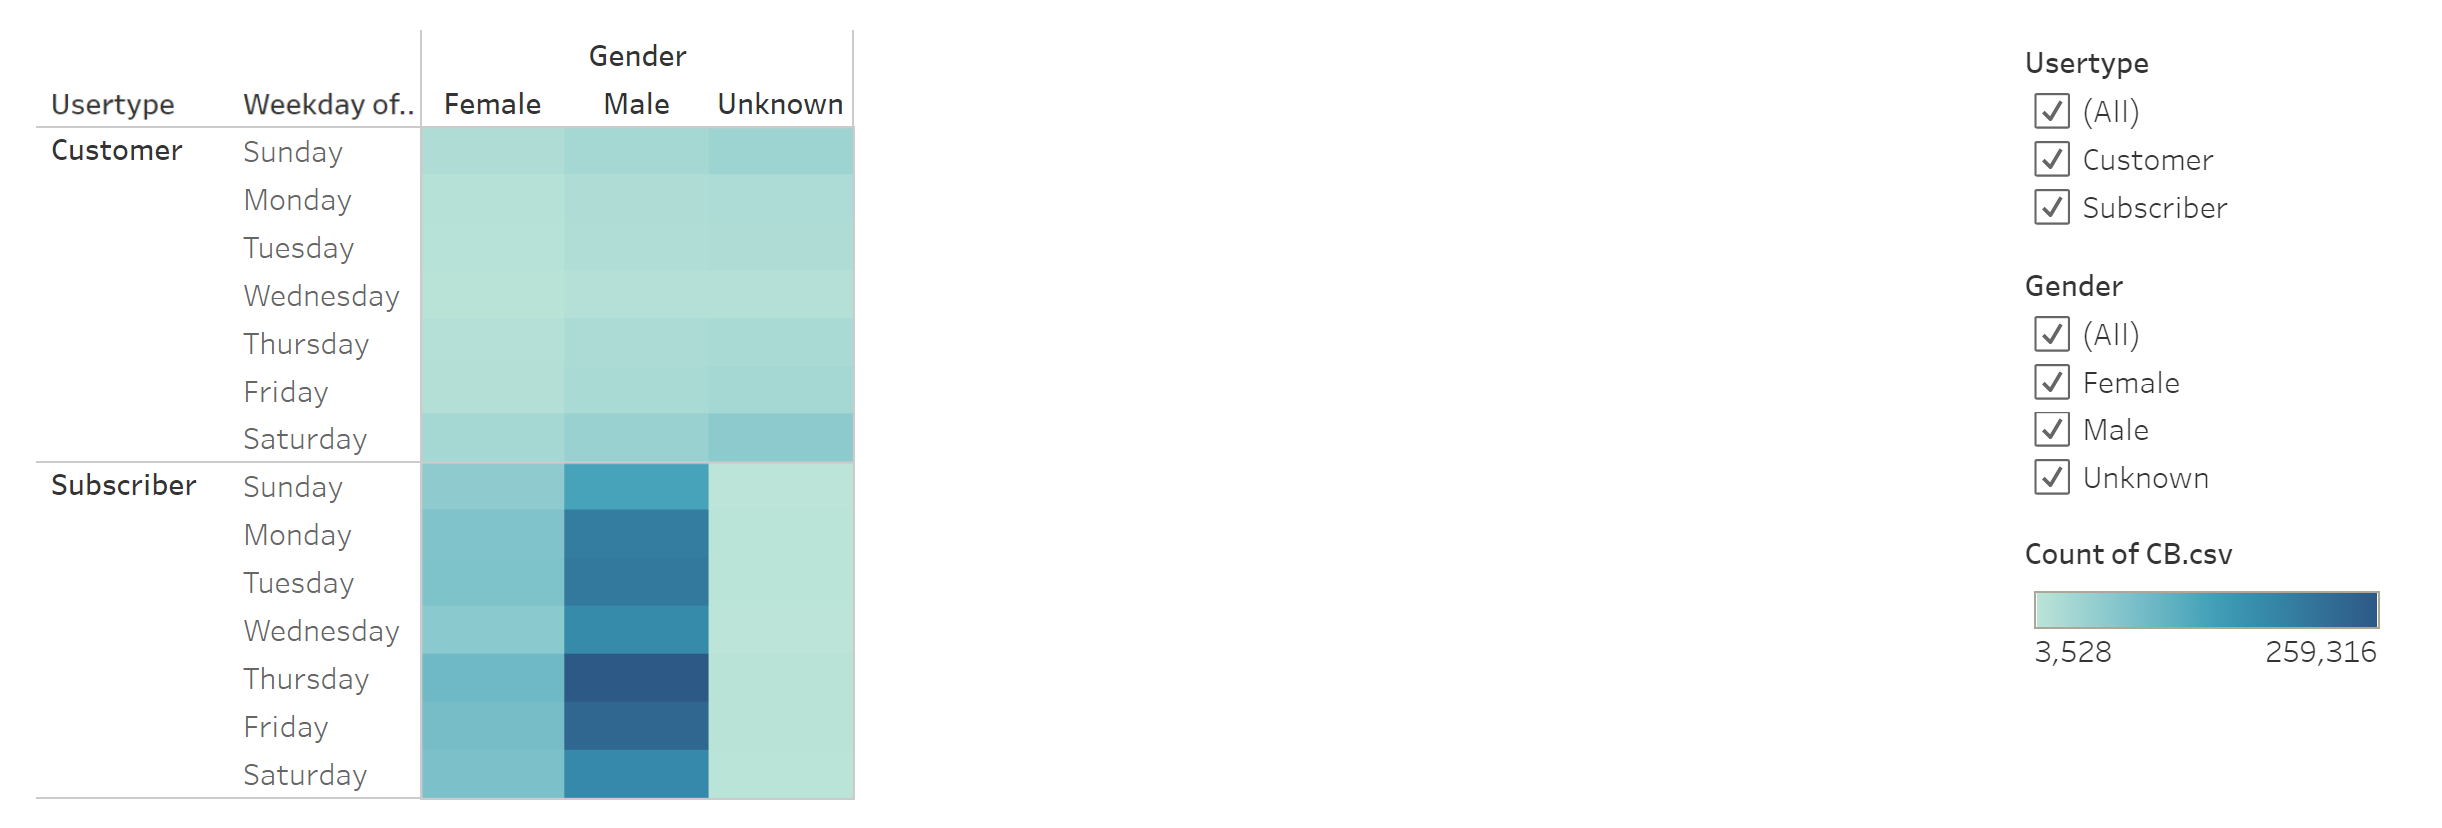 Gender
Usertype Weekday of.. Female Male Unknown
Customer Sunday
Monday
Tuesday
Wednesday
Thursday
Friday
Saturday
Subscriber Sunday
Monday
Tuesday
Wednesday
Thursday
Friday
Saturday
Usertype
(All)
Customer
Subscriber
Gender
(All)
Female
Male
Unknown
Count of CB.csv
3,528 259,316